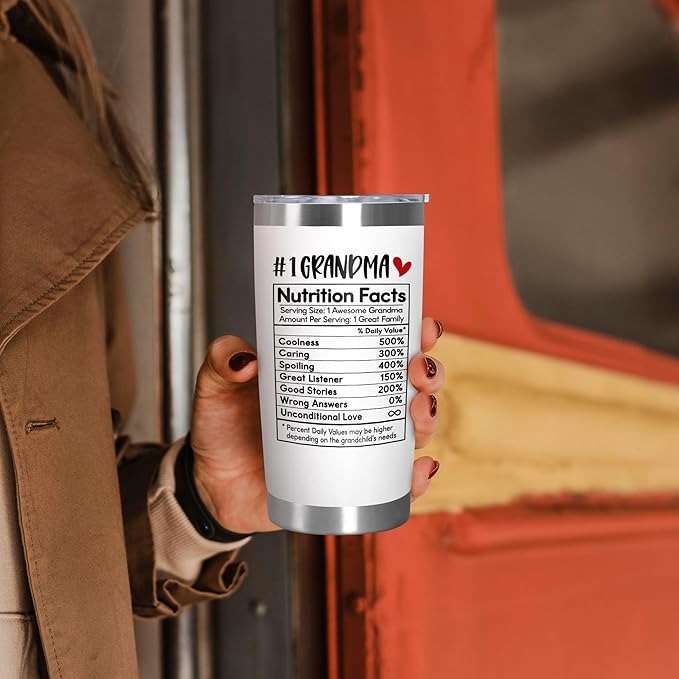 #1 GRANDMA
Nutrition Facts
Serving Size: 1 Awesome Grandma
Amount Per Serving: 1 Great Family
% Daily Value*
Coolness 500%
Caring 300%
Spoiling 400%
Great Listener 150%
Good Stories 200%
Wrong Answers 0%
Unconditional Love ∞
* Percent Daily Values may be higher
depending on the grandchild's needs